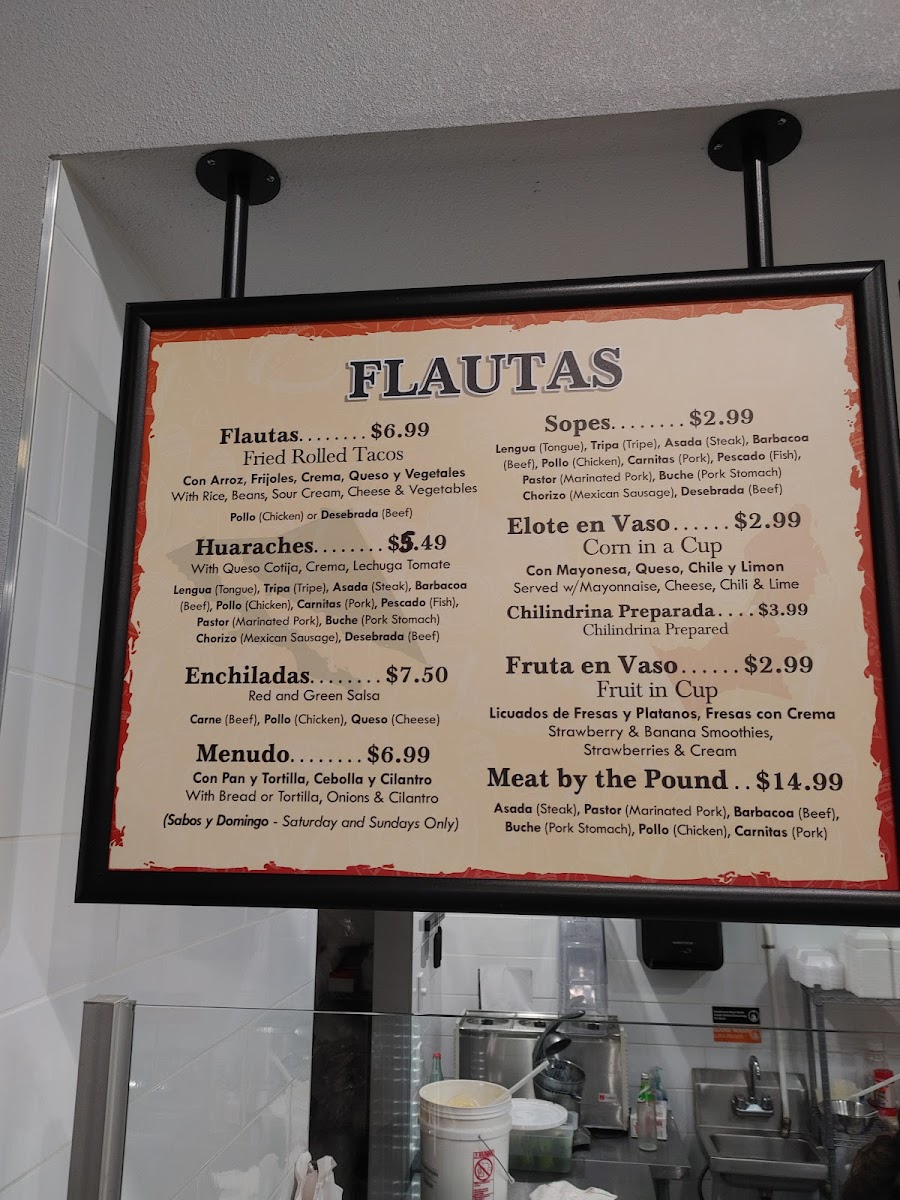 FLAUTAS
Flautas........$6.99
Fried Rolled Tacos
Con Arroz, Frijoles, Crema, Queso y Vegetales
With Rice, Beans, Sour Cream, Cheese & Vegetables
Pollo (Chicken) or Desebrada (Beef)
Huaraches........$5.49
With Queso Cotija, Crema, Lechuga Tomate
Lengua (Tongue), Tripa (Tripe), Asada (Steak), Barbacoa
(Beef), Pollo (Chicken), Carnitas (Pork), Pescado (Fish),
Pastor (Marinated Pork), Buche (Pork Stomach)
Chorizo (Mexican Sausage), Desebrada (Beef)
Enchiladas........$7.50
Red and Green Salsa
Carne (Beef), Pollo (Chicken), Queso (Cheese)
Menudo........$6.99
Con Pan y Tortilla, Cebolla y Cilantro
With Bread or Tortilla, Onions & Cilantro
(Sabos y Domingo - Saturday and Sundays Only)
Sopes........$2.99
Lengua (Tongue), Tripa (Tripe), Asada (Steak), Barbacoa
(Beef), Pollo (Chicken), Carnitas (Pork), Pescado (Fish),
Pastor (Marinated Pork), Buche (Pork Stomach)
Chorizo (Mexican Sausage), Desebrada (Beef)
Elote en Vaso......$2.99
Corn in a Cup
Con Mayonesa, Queso, Chile y Limon
Served w/Mayonnaise, Cheese, Chili & Lime
Chilindrina Preparada....$3.99
Chilindrina Prepared
Fruta en Vaso......$2.99
Fruit in Cup
Licuados de Fresas y Platanos, Fresas con Crema
Strawberry & Banana Smoothies,
Strawberries & Cream
Meat by the Pound..$14.99
Asada (Steak), Pastor (Marinated Pork), Barbacoa (Beef),
Buche (Pork Stomach), Pollo (Chicken), Carnitas (Pork)